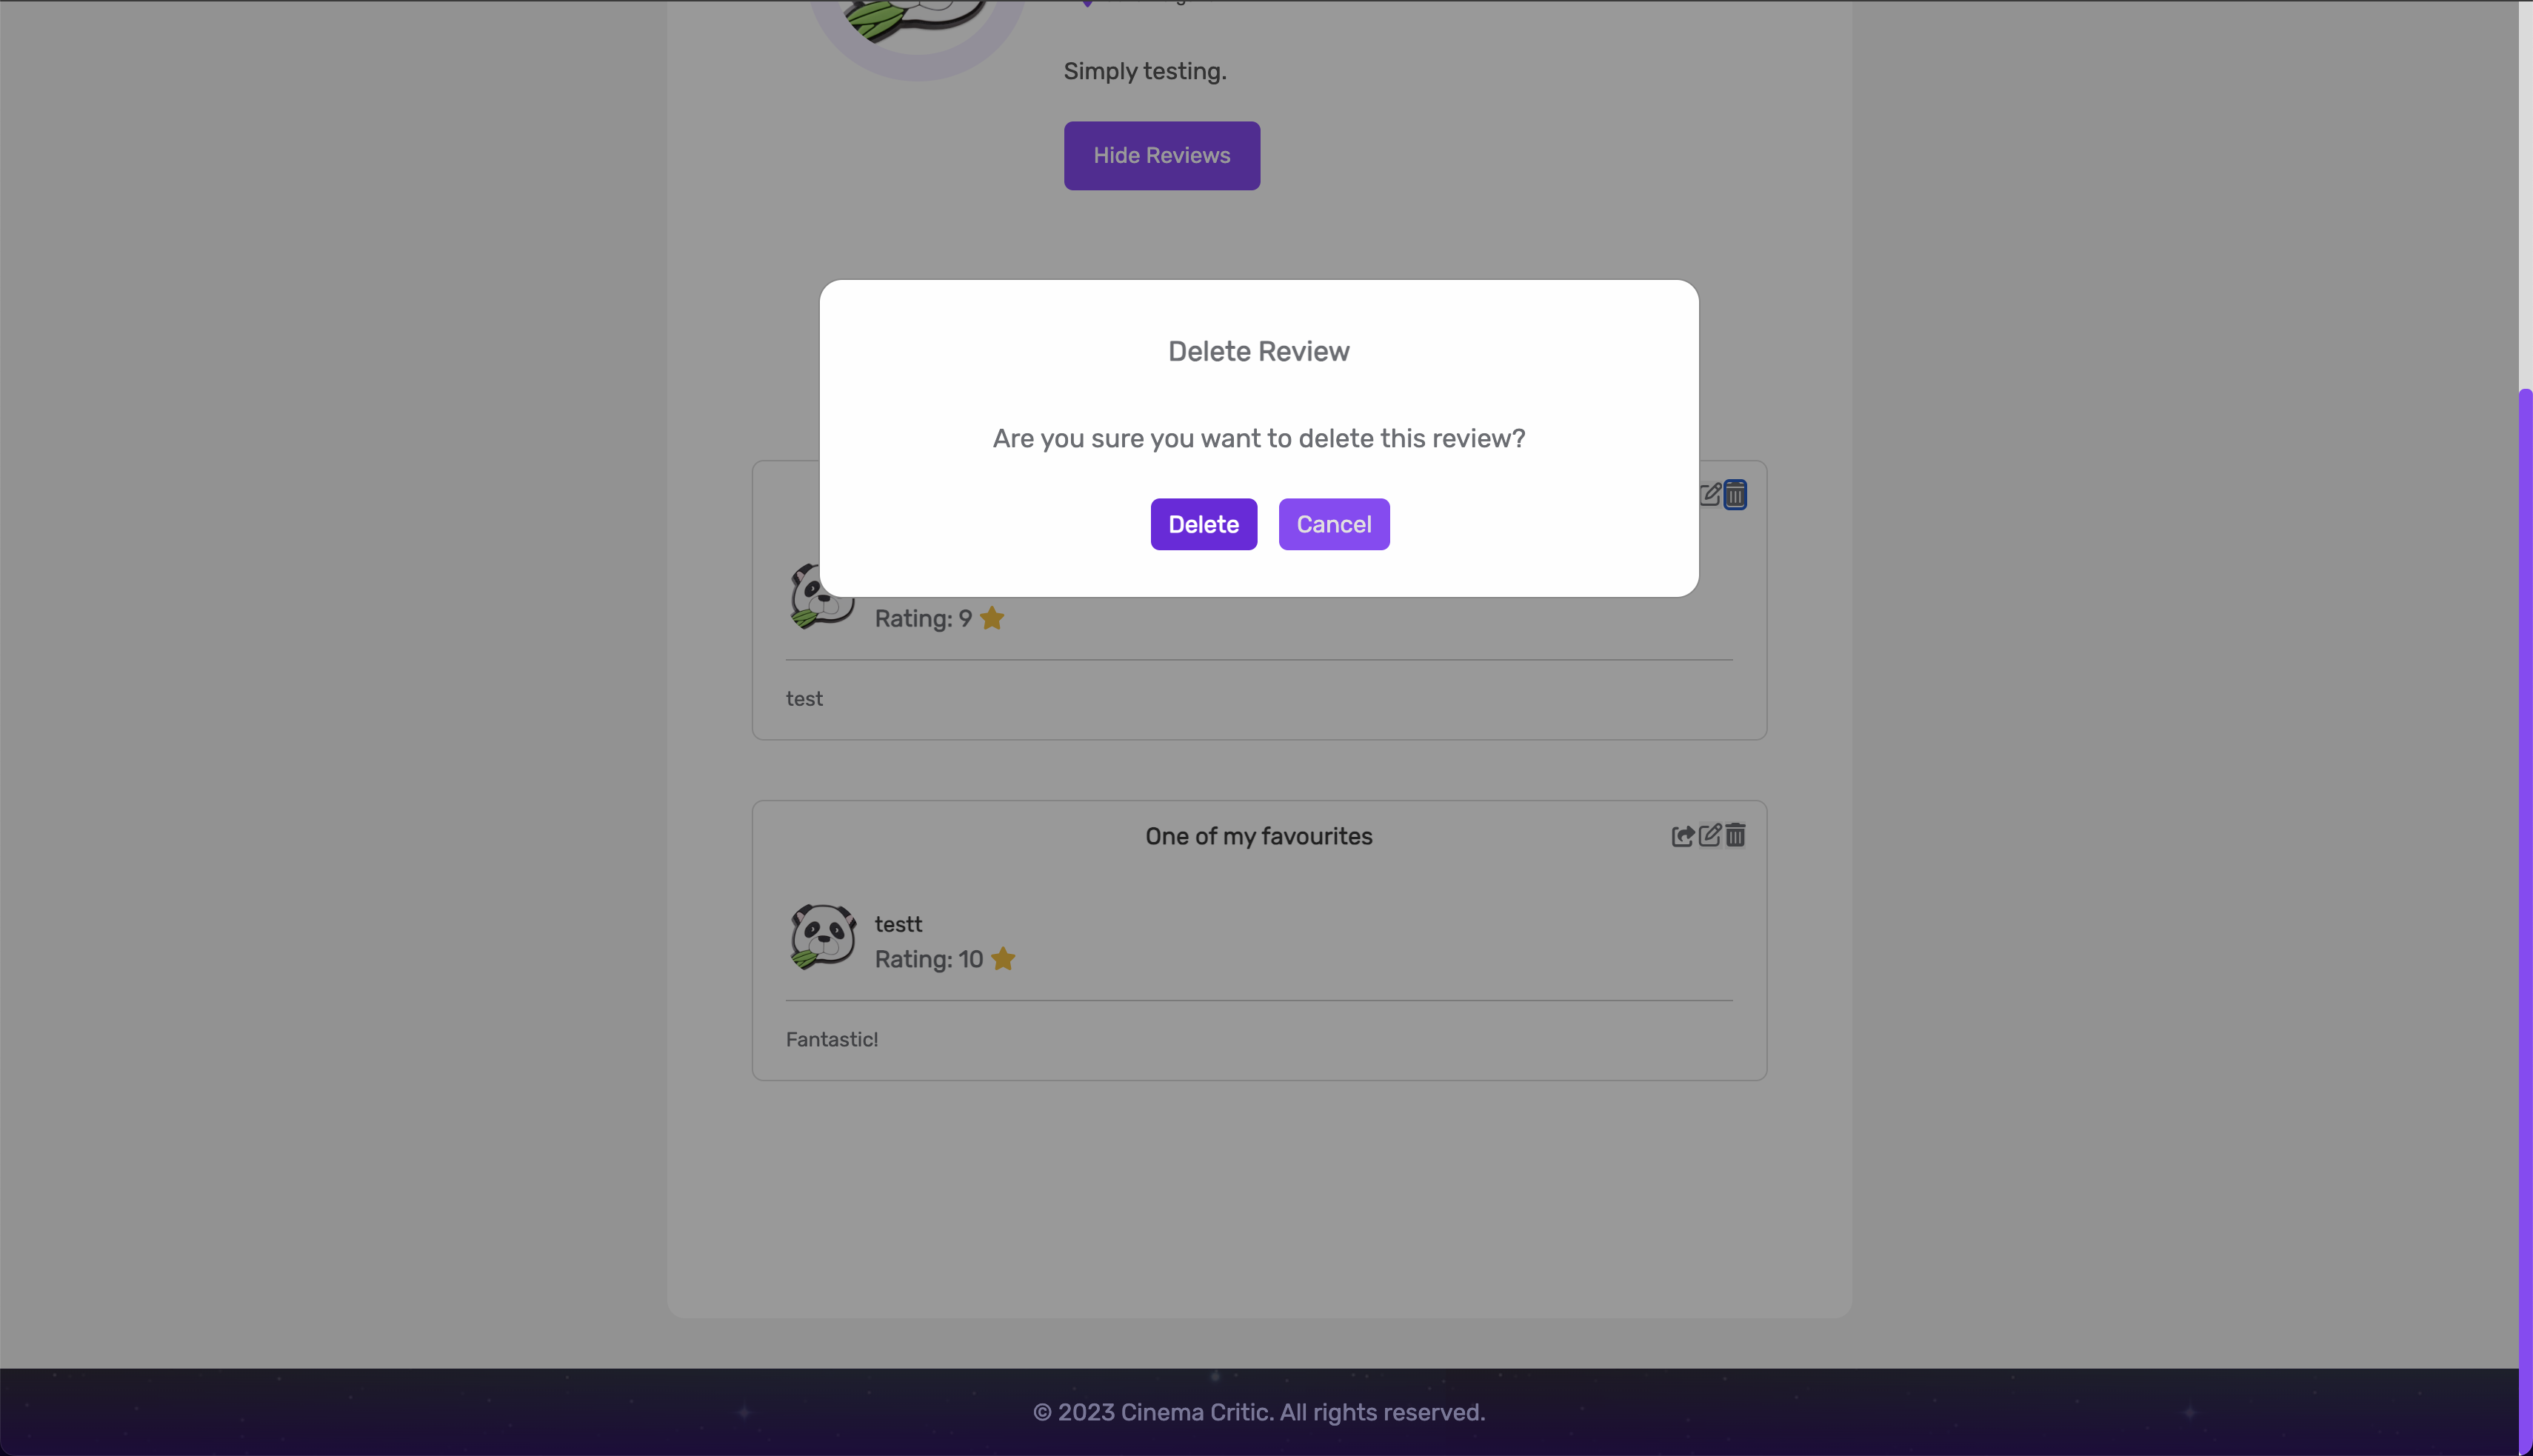 Simply testing.
Hide Reviews
Delete Review
Are you sure you want to delete this review?
Delete
Cancel
Rating: 9
test
One of my favourites
testt
Rating: 10
Fantastic!
© 2023 Cinema Critic. All rights reserved.